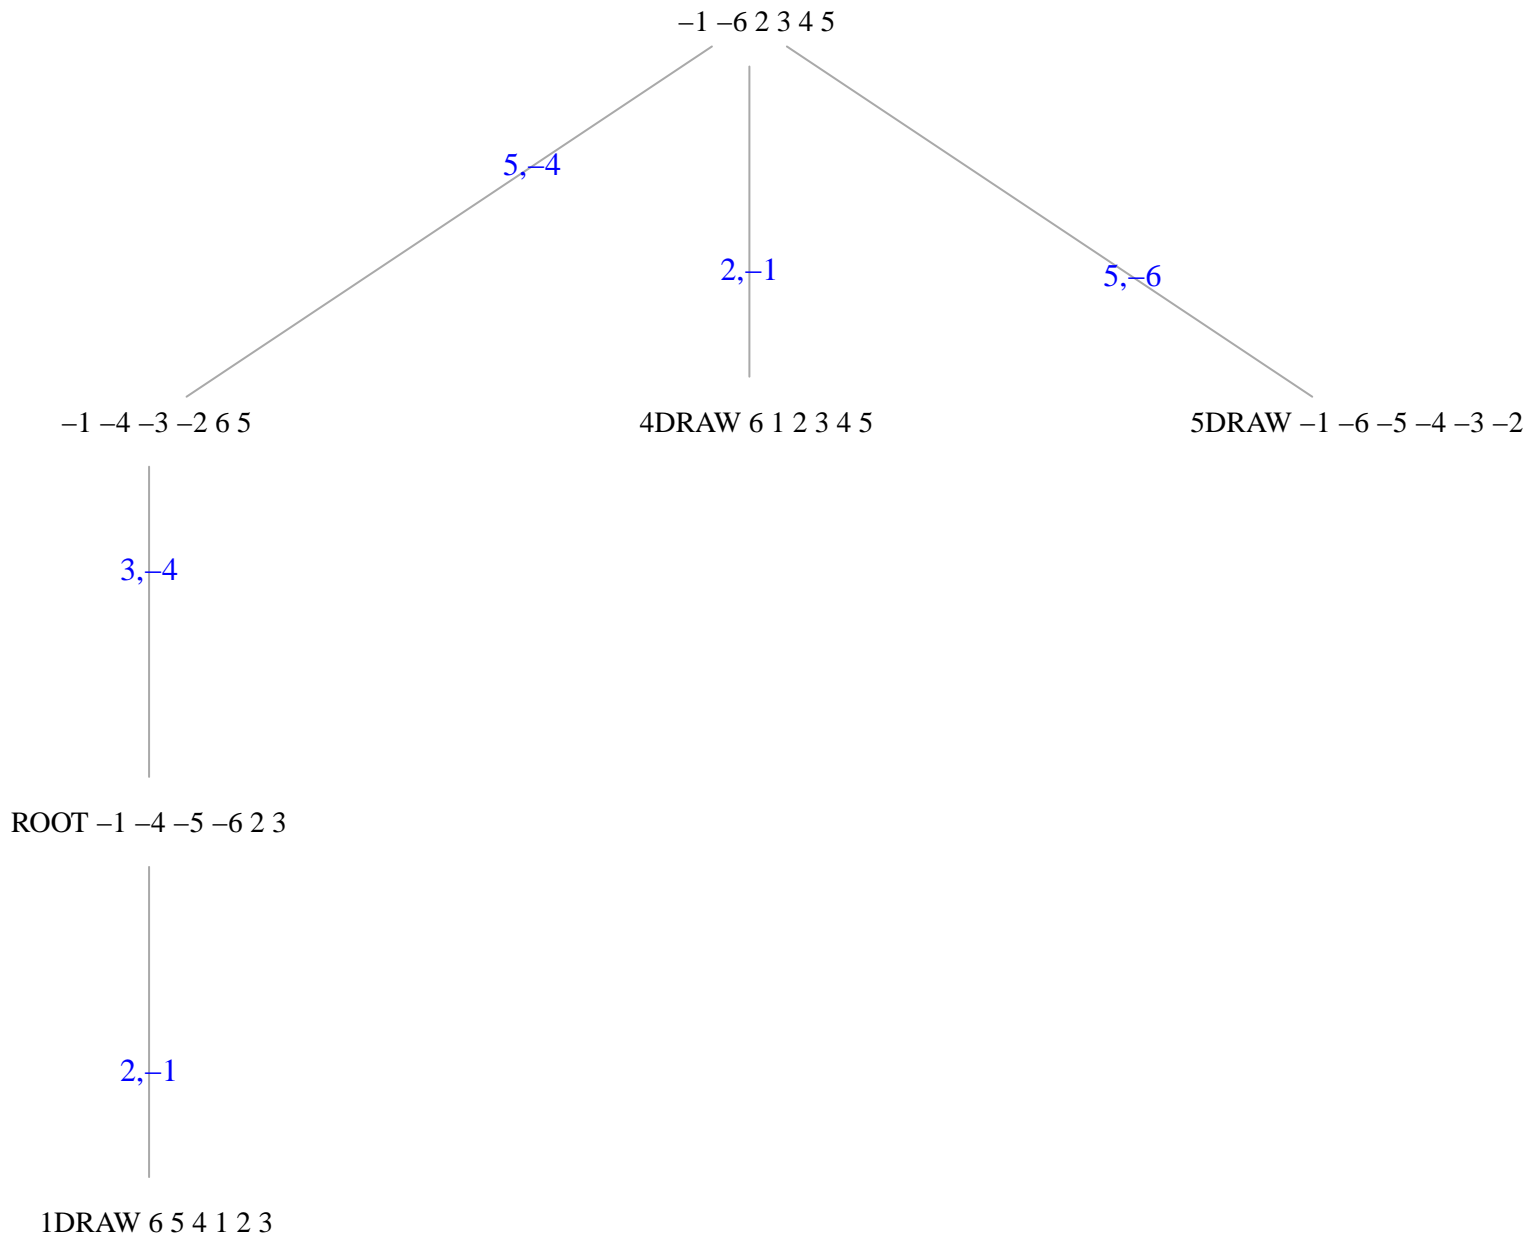 –1 –6 2 3 4 5
5,–4
2,–1
5,–6
–1 –4 –3 –2 6 5
4DRAW 6 1 2 3 4 5
5DRAW –1 –6 –5 –4 –3 –2
3,–4
ROOT –1 –4 –5 –6 2 3
2,–1
1DRAW 6 5 4 1 2 3